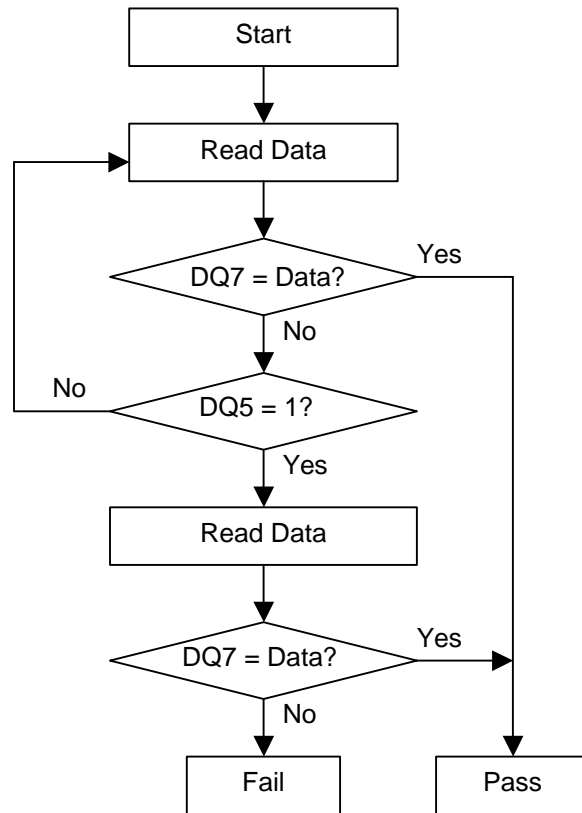 Start
Read Data
DQ7 = Data?
Yes
No
DQ5 = 1?
No
Yes
Read Data
DQ7 = Data?
Yes
No
Fail
Pass